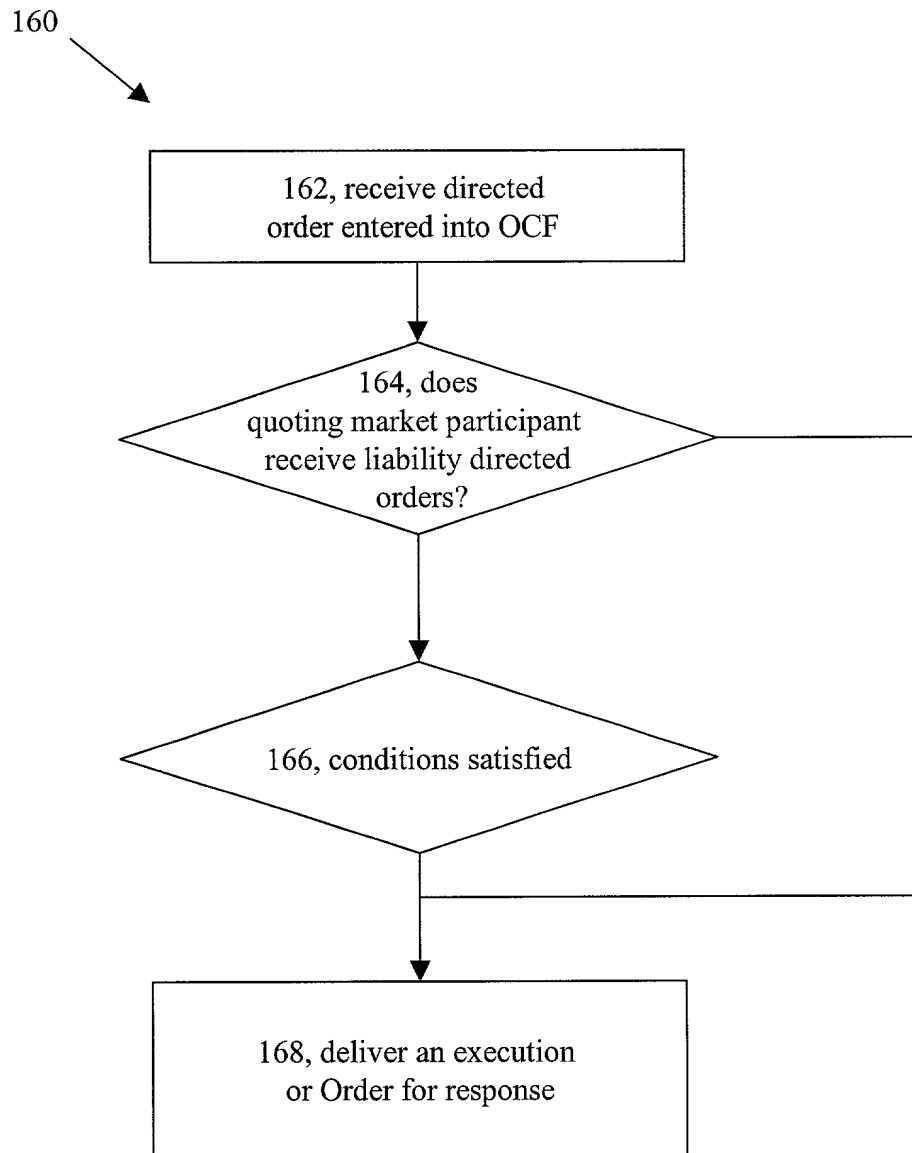 160
162, receive directed
order entered into OCF
164, does
quoting market participant
receive liability directed
orders?
166, conditions satisfied
168, deliver an execution
or Order for response